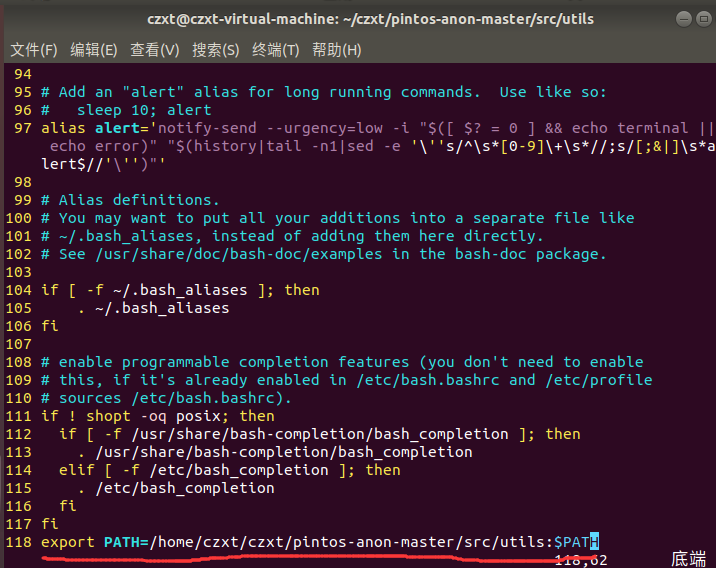 czxt@czxt-virtual-machine: ~/czxt/pintos-anon-master/src/utils
文件(F) 编辑(E) 查看(V) 搜索(S) 终端(T) 帮助(H)
94
95 # Add an "alert" alias for long running commands.  Use like so:
96 #   sleep 10; alert
97 alias alert='notify-send --urgency=low -i "$([ $? = 0 ] && echo terminal ||
 echo error)" "$(history|tail -n1|sed -e '\''s/^\s*[0-9]\+\s*//;s/[;&|]\s*a
lert$//'\'')"'
98
99 # Alias definitions.
100 # You may want to put all your additions into a separate file like
101 # ~/.bash_aliases, instead of adding them here directly.
102 # See /usr/share/doc/bash-doc/examples in the bash-doc package.
103
104 if [ -f ~/.bash_aliases ]; then
105     . ~/.bash_aliases
106 fi
107
108 # enable programmable completion features (you don't need to enable
109 # this, if it's already enabled in /etc/bash.bashrc and /etc/profile
110 # sources /etc/bash.bashrc).
111 if ! shopt -oq posix; then
112   if [ -f /usr/share/bash-completion/bash_completion ]; then
113     . /usr/share/bash-completion/bash_completion
114   elif [ -f /etc/bash_completion ]; then
115     . /etc/bash_completion
116   fi
117 fi
118 export PATH=/home/czxt/czxt/pintos-anon-master/src/utils:$PATH
118,62 底端